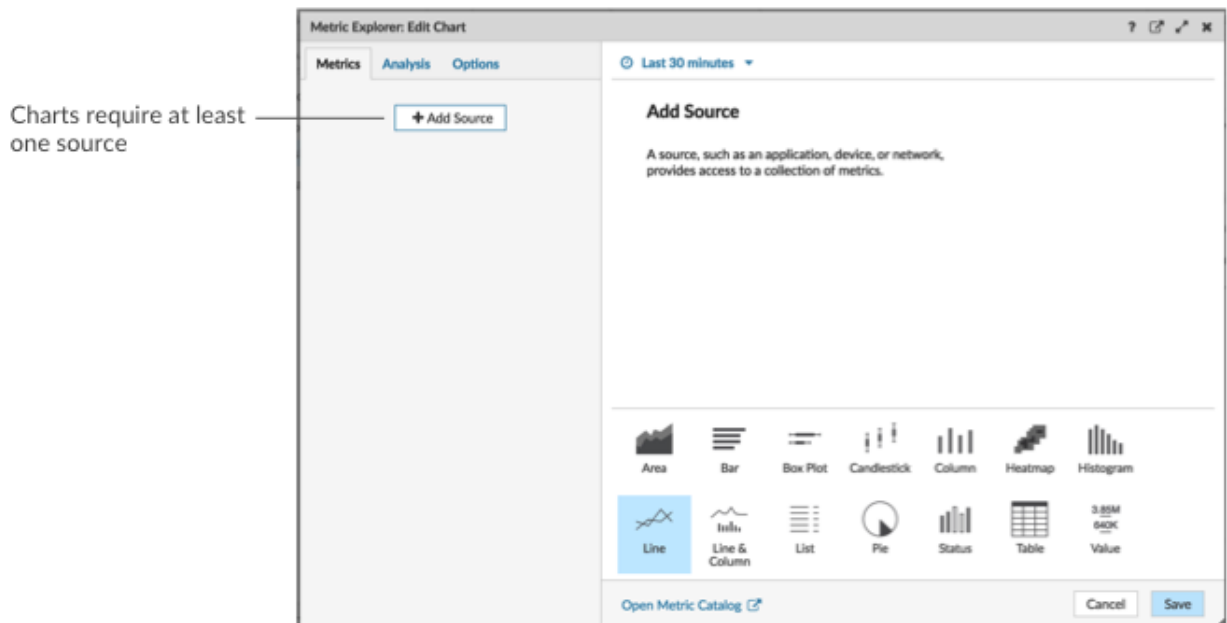 Metric Explorer: Edit Chart
?
Metrics Analysis Options
Last 30 minutes
Charts require at least
one source
+ Add Source
Add Source
A source, such as an application, device, or network,
provides access to a collection of metrics.
Area Bar Box Plot Candlestick Column Heatmap Histogram
3.85M
640K
Line Line & List Pie Status Table Value
Column
Open Metric Catalog
Cancel Save